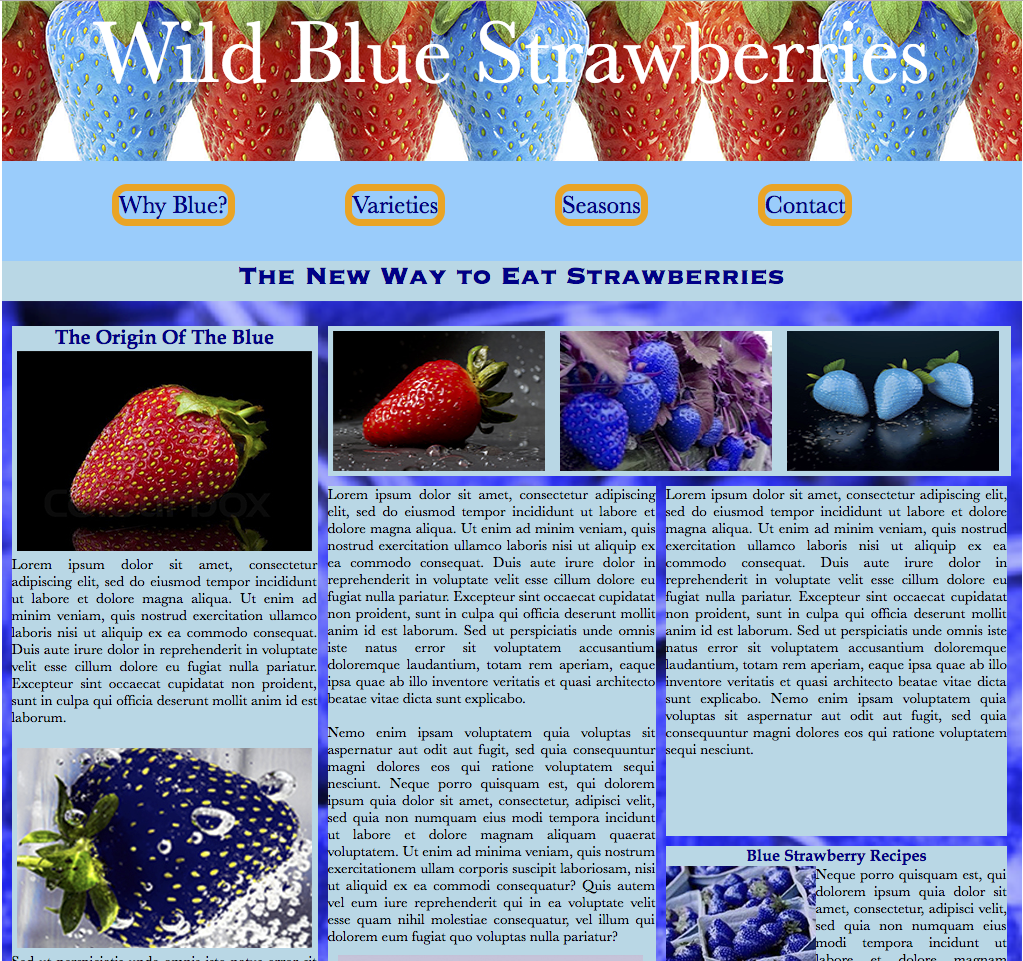 Wild Blue Strawberries
Why Blue?
Varieties
Seasons
Contact
The New Way to Eat Strawberries
The Origin Of The Blue
Lorem ipsum dolor sit amet, consectetur
adipiscing elit, sed do eiusmod tempor incididunt
ut labore et dolore magna aliqua. Ut enim ad
minim veniam, quis nostrud exercitation ullamco
laboris nisi ut aliquip ex ea commodo consequat.
Duis aute irure dolor in reprehenderit in voluptate
velit esse cillum dolore eu fugiat nulla pariatur.
Excepteur sint occaecat cupidatat non proident,
sunt in culpa qui officia deserunt mollit anim id est
laborum.
Lorem ipsum dolor sit amet, consectetur adipiscing
elit, sed do eiusmod tempor incididunt ut labore et
dolore magna aliqua. Ut enim ad minim veniam, quis
nostrud exercitation ullamco laboris nisi ut aliquip ex
ea commodo consequat. Duis aute irure dolor in
reprehenderit in voluptate velit esse cillum dolore eu
fugiat nulla pariatur. Excepteur sint occaecat cupidatat
non proident, sunt in culpa qui officia deserunt mollit
anim id est laborum. Sed ut perspiciatis unde omnis
iste natus error sit voluptatem accusantium
doloremque laudantium, totam rem aperiam, eaque
ipsa quae ab illo inventore veritatis et quasi architecto
beatae vitae dicta sunt explicabo.
Nemo enim ipsam voluptatem quia voluptas sit
aspernatur aut odit aut fugit, sed quia consequuntur
magni dolores eos qui ratione voluptatem sequi
nesciunt. Neque porro quisquam est, qui dolorem
ipsum quia dolor sit amet, consectetur, adipisci velit,
sed quia non numquam eius modi tempora incidunt
ut labore et dolore magnam aliquam quaerat
voluptatem. Ut enim ad minima veniam, quis nostrum
exercitationem ullam corporis suscipit laboriosam, nisi
ut aliquid ex ea commodi consequatur? Quis autem
vel eum iure reprehenderit qui in ea voluptate velit
esse quam nihil molestiae consequatur, vel illum qui
dolorem eum fugiat quo voluptas nulla pariatur?
Lorem ipsum dolor sit amet, consectetur adipiscing elit,
sed do eiusmod tempor incididunt ut labore et dolore
magna aliqua. Ut enim ad minim veniam, quis nostrud
exercitation ullamco laboris nisi ut aliquip ex ea
commodo consequat. Duis aute irure dolor in
reprehenderit in voluptate velit esse cillum dolore eu
fugiat nulla pariatur. Excepteur sint occaecat cupidatat
non proident, sunt in culpa qui officia deserunt mollit
anim id est laborum. Sed ut perspiciatis unde omnis iste
natus error sit voluptatem accusantium doloremque
laudantium, totam rem aperiam, eaque ipsa quae ab illo
inventore veritatis et quasi architecto beatae vitae dicta
sunt explicabo. Nemo enim ipsam voluptatem quia
voluptas sit aspernatur aut odit aut fugit, sed quia
consequuntur magni dolores eos qui ratione voluptatem
sequi nesciunt.
Blue Strawberry Recipes
Neque porro quisquam est, qui
dolorem ipsum quia dolor sit
amet, consectetur, adipisci velit,
sed quia non numquam eius
modi tempora incidunt ut
labore et dolore magnam